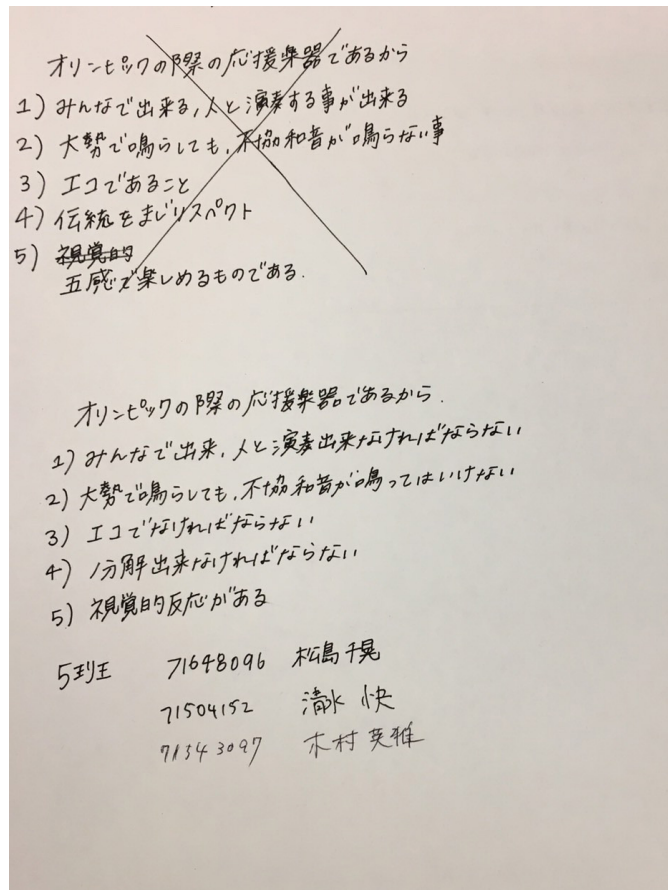 オリンピックの際の応援楽器であるから
1) みんなで出来る,人と演奏する事が出来る
2) 大勢で鳴らしても,不協和音が鳴らない事
3) エコであること
4) 伝統をまじリスペクト
5) 視覚的
五感で楽しめるものである.
オリンピックの際の応援楽器であるから.
1) みんなで出来,人と演奏出来なければならない
2) 大勢で鳴らしても,不協和音が鳴ってはいけない
3) エコでなければならない
4) 分解出来なければならない
5) 視覚的反応がある
5班 71648096 松島千晃
71504152 清水 快
71343097 木村英雅